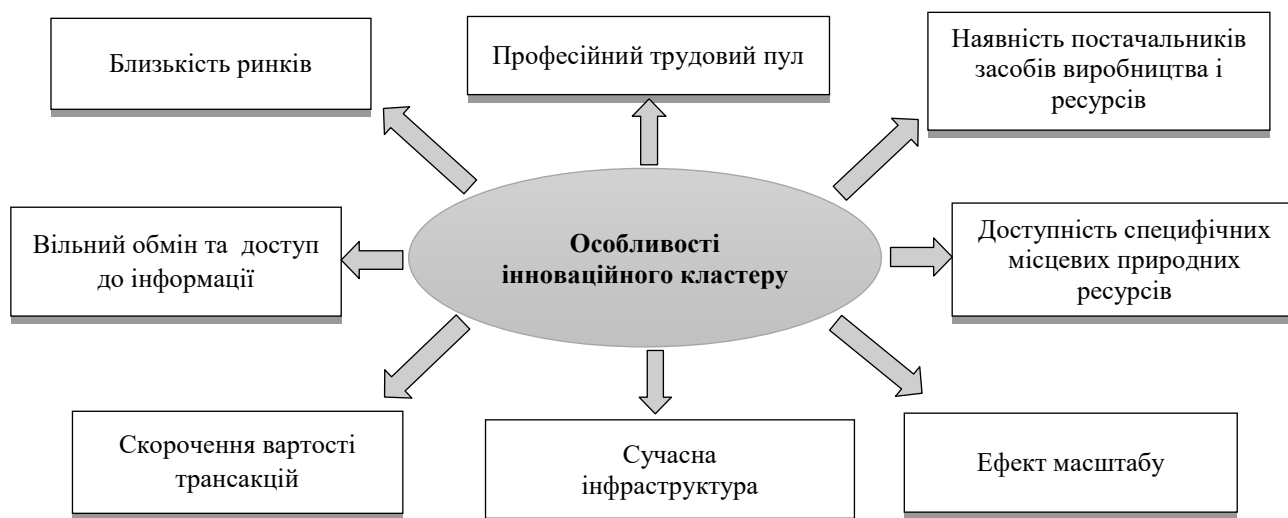 Близькість ринків
Професійний трудовий пул
Наявність постачальників
засобів виробництва і
ресурсів
Вільний обмін та  доступ
до інформації
Особливості
інноваційного кластеру
Доступність специфічних
місцевих природних
ресурсів
Скорочення вартості
трансакцій
Сучасна
інфраструктура
Ефект масштабу